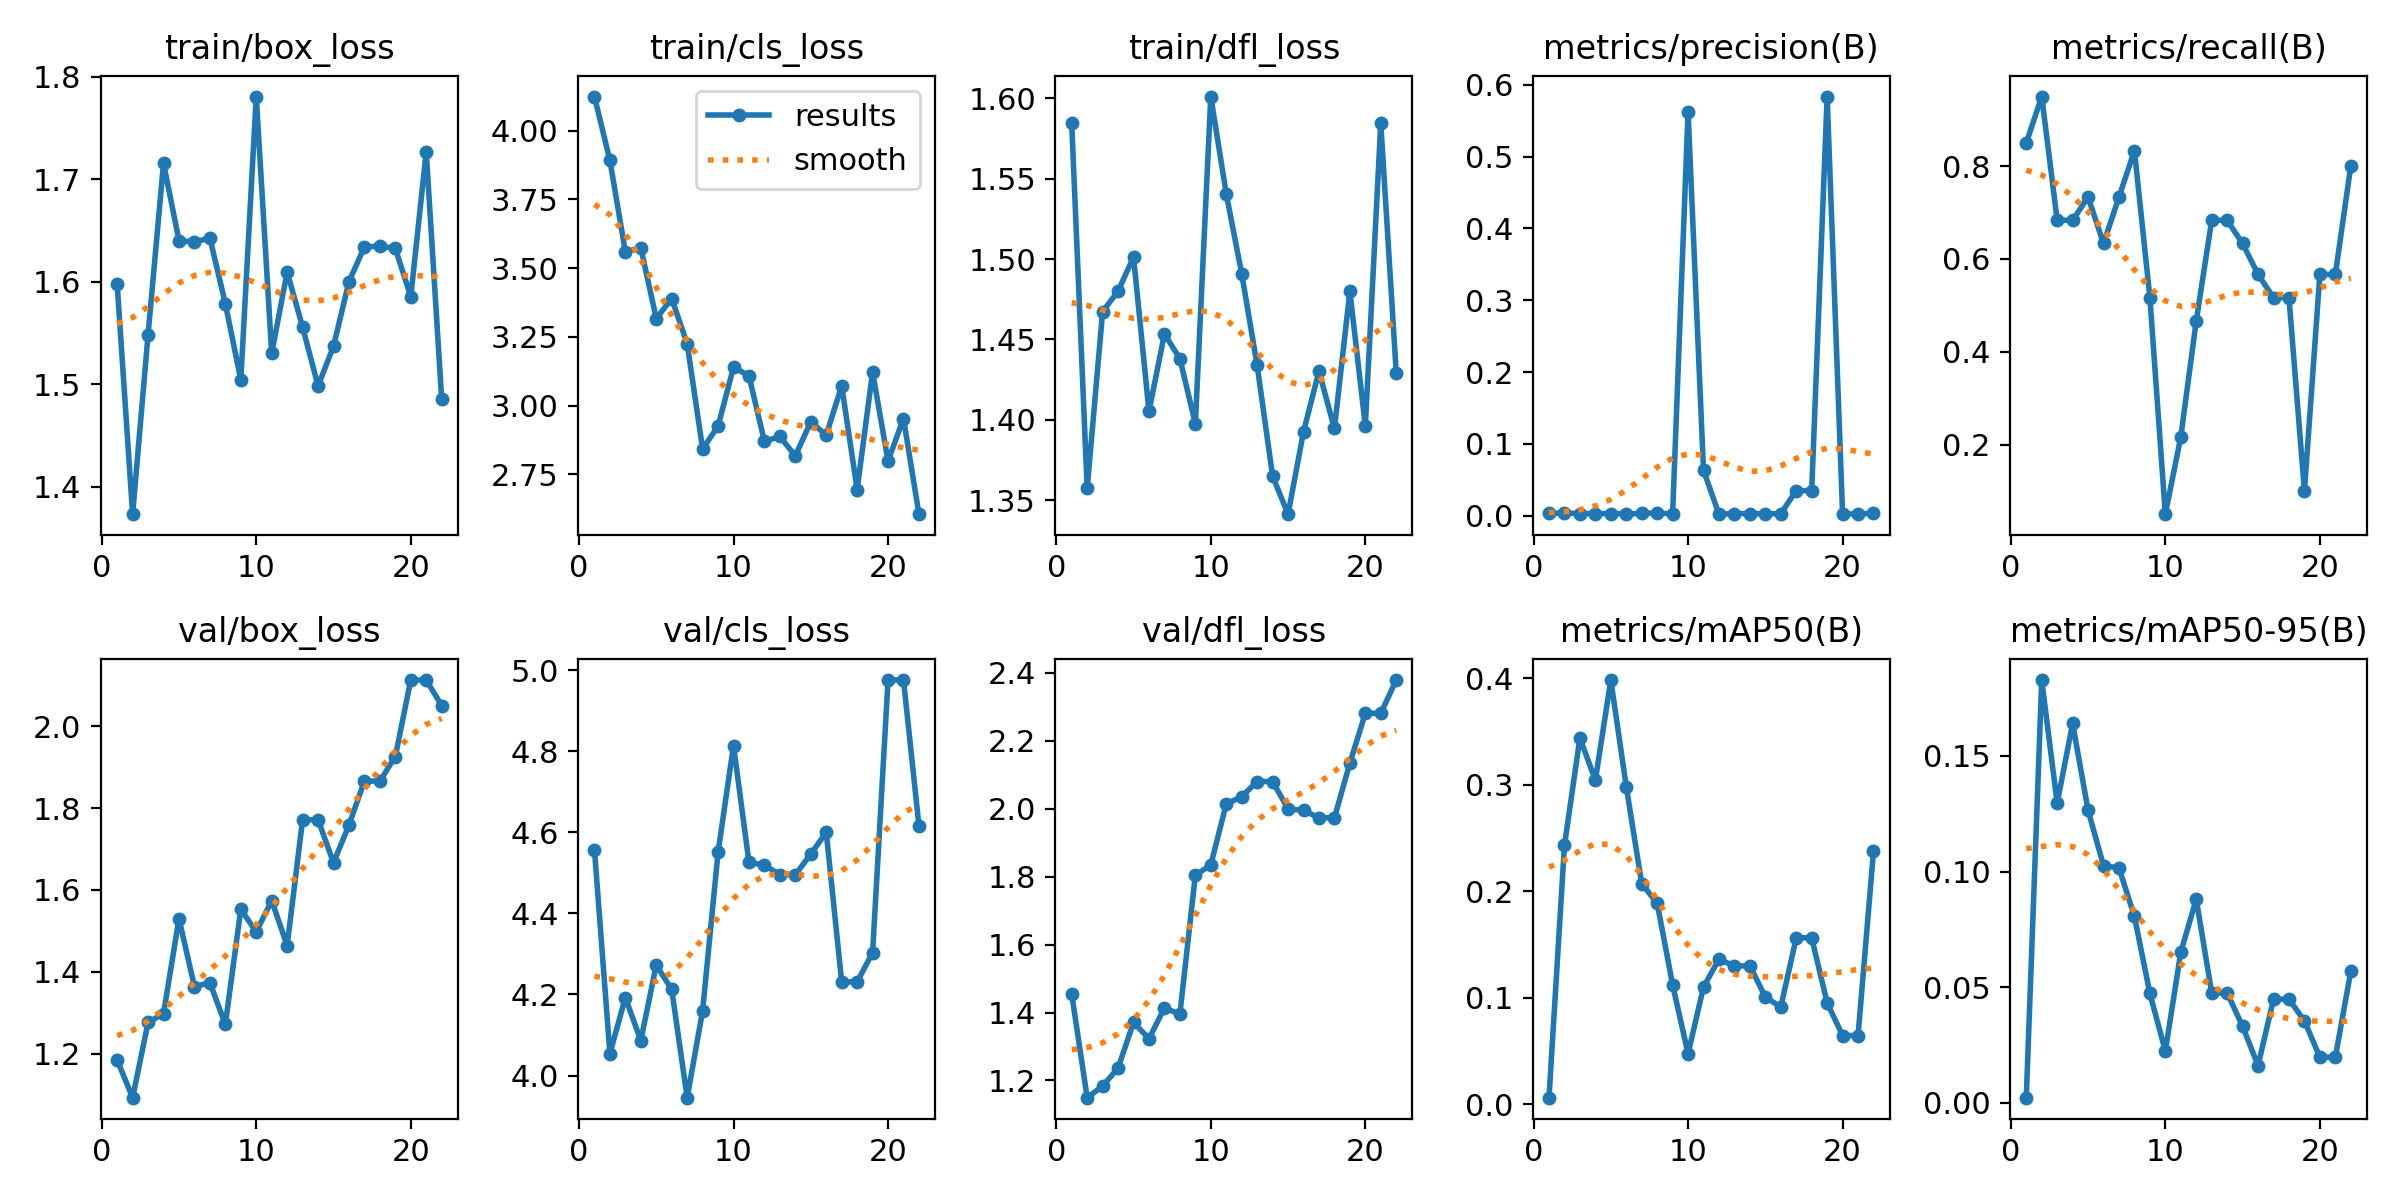 train/box_loss
1.8
1.7
1.6
1.5
1.4
0 10 20
train/cls_loss
results
smooth
4.00
3.75
3.50
3.25
3.00
2.75
0 10 20
train/dfl_loss
1.60
1.55
1.50
1.45
1.40
1.35
0 10 20
metrics/precision(B)
0.6
0.5
0.4
0.3
0.2
0.1
0.0
0 10 20
metrics/recall(B)
0.8
0.6
0.4
0.2
0 10 20
val/box_loss
2.0
1.8
1.6
1.4
1.2
0 10 20
val/cls_loss
5.0
4.8
4.6
4.4
4.2
4.0
0 10 20
val/dfl_loss
2.4
2.2
2.0
1.8
1.6
1.4
1.2
0 10 20
metrics/mAP50(B)
0.4
0.3
0.2
0.1
0.0
0 10 20
metrics/mAP50-95(B)
0.15
0.10
0.05
0.00
0 10 20